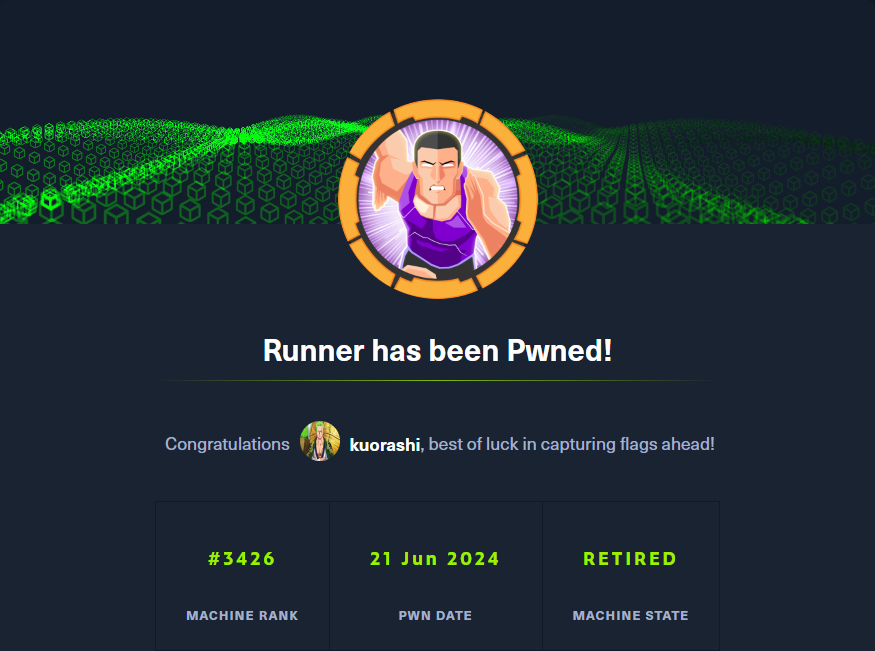 Runner has been Pwned!
Congratulations kuorashi, best of luck in capturing flags ahead!
#3426 21 Jun 2024 RETIRED
MACHINE RANK PWN DATE MACHINE STATE